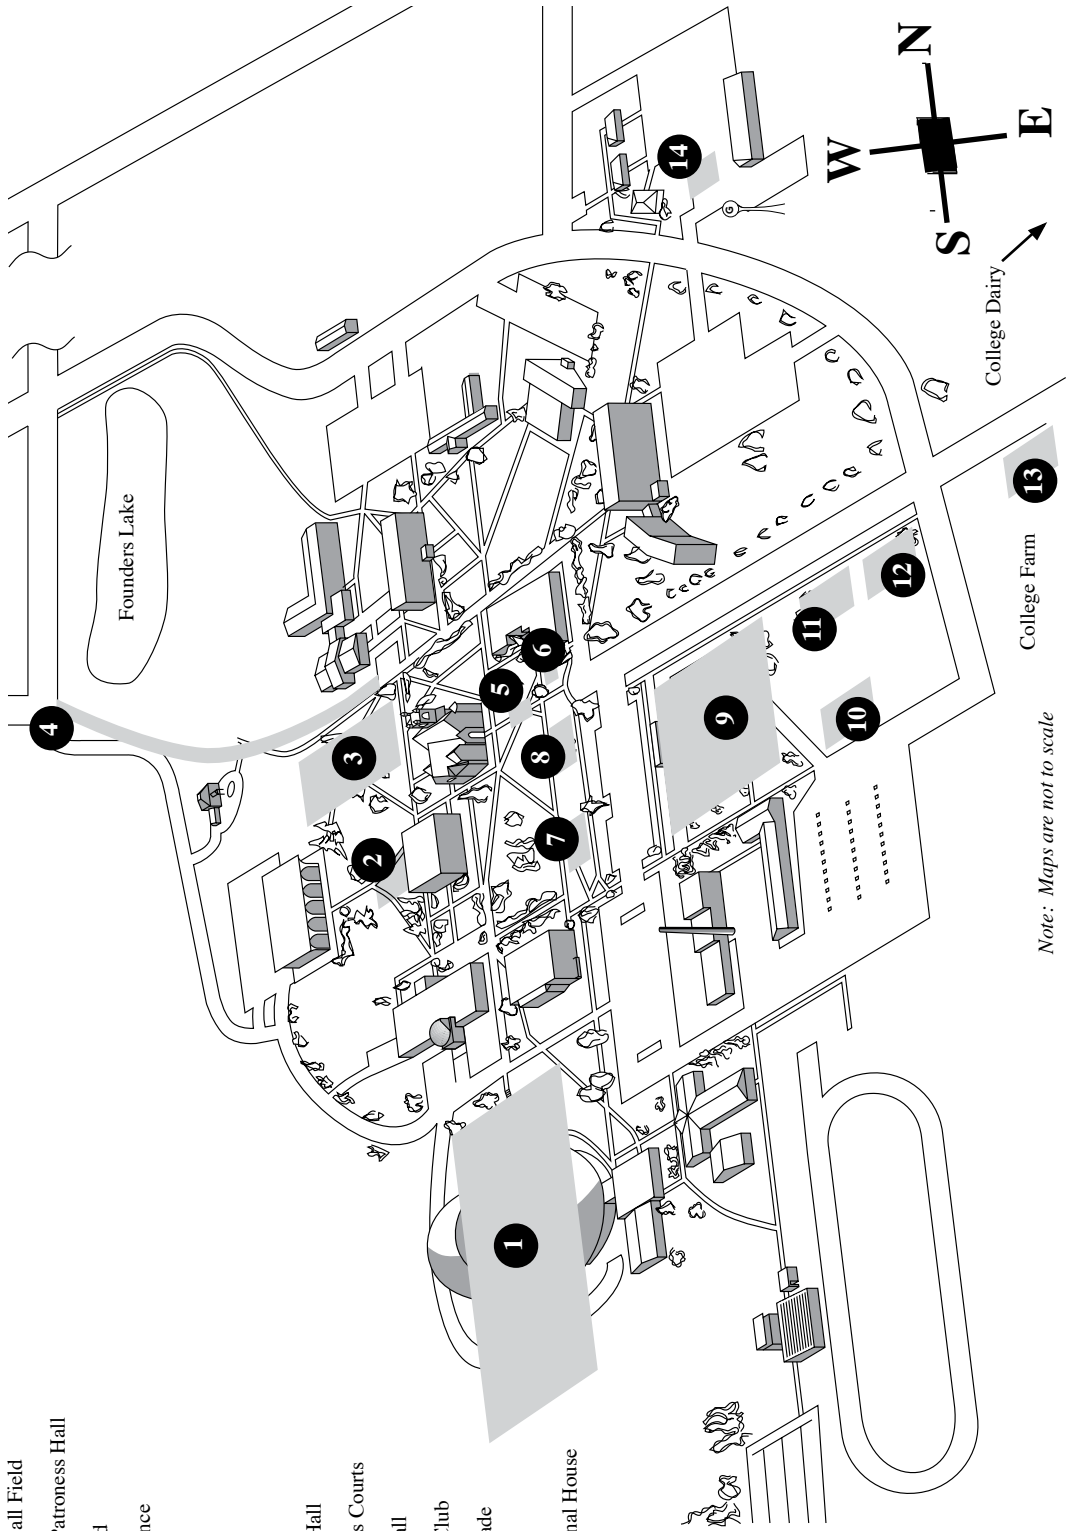 all Field
Patroness Hall
d
nce
Hall
s Courts
all
Club
ade
nal House
Founders Lake
1
2
3
4
5
6
7
8
9
10
11
12
13
14
G
N
W
E
S
College Dairy
College Farm
Note: Maps are not to scale